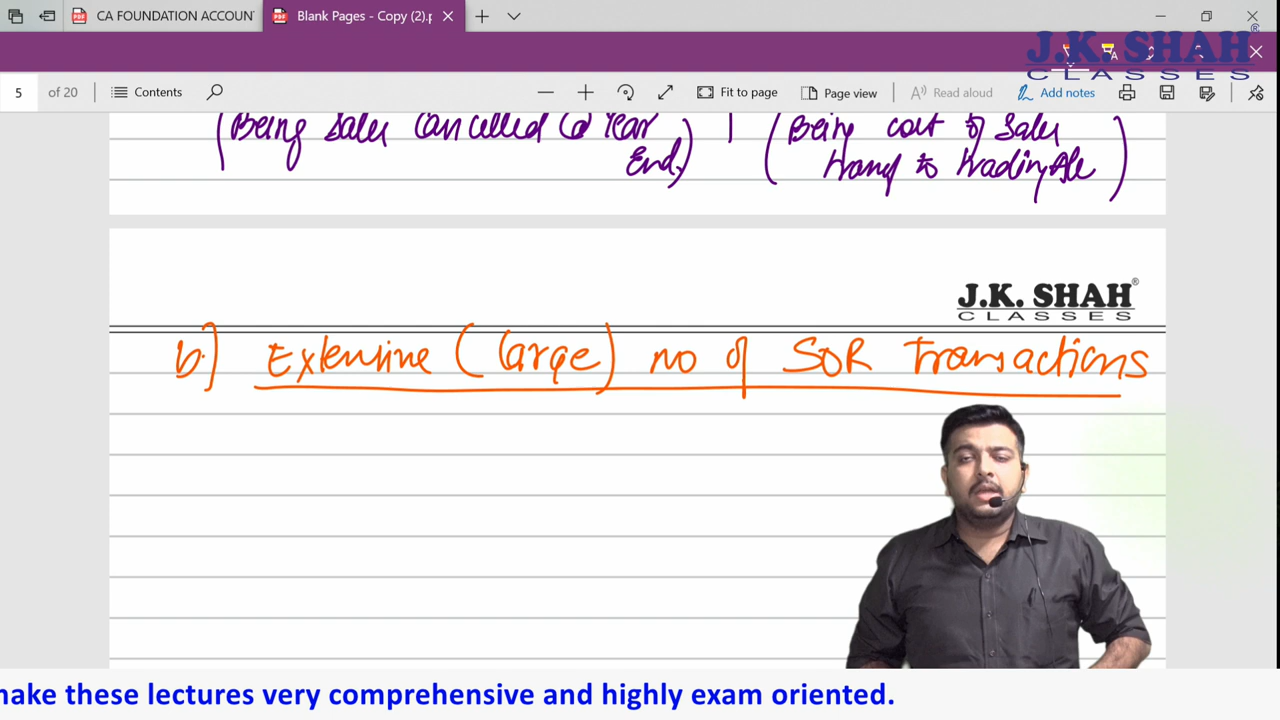 CA FOUNDATION ACCOUN
Blank Pages - Copy (2).p
J.K. SHAH®
CLASSES
5 of 20 Contents Fit to page Page view Read aloud Add notes
(Being Sales Cancelled @ Year End) (Being cost of Sales
transf to Trading A/c)
J.K. SHAH®
CLASSES
b) Extensive (Large) no of SOR Transactions
make these lectures very comprehensive and highly exam oriented.